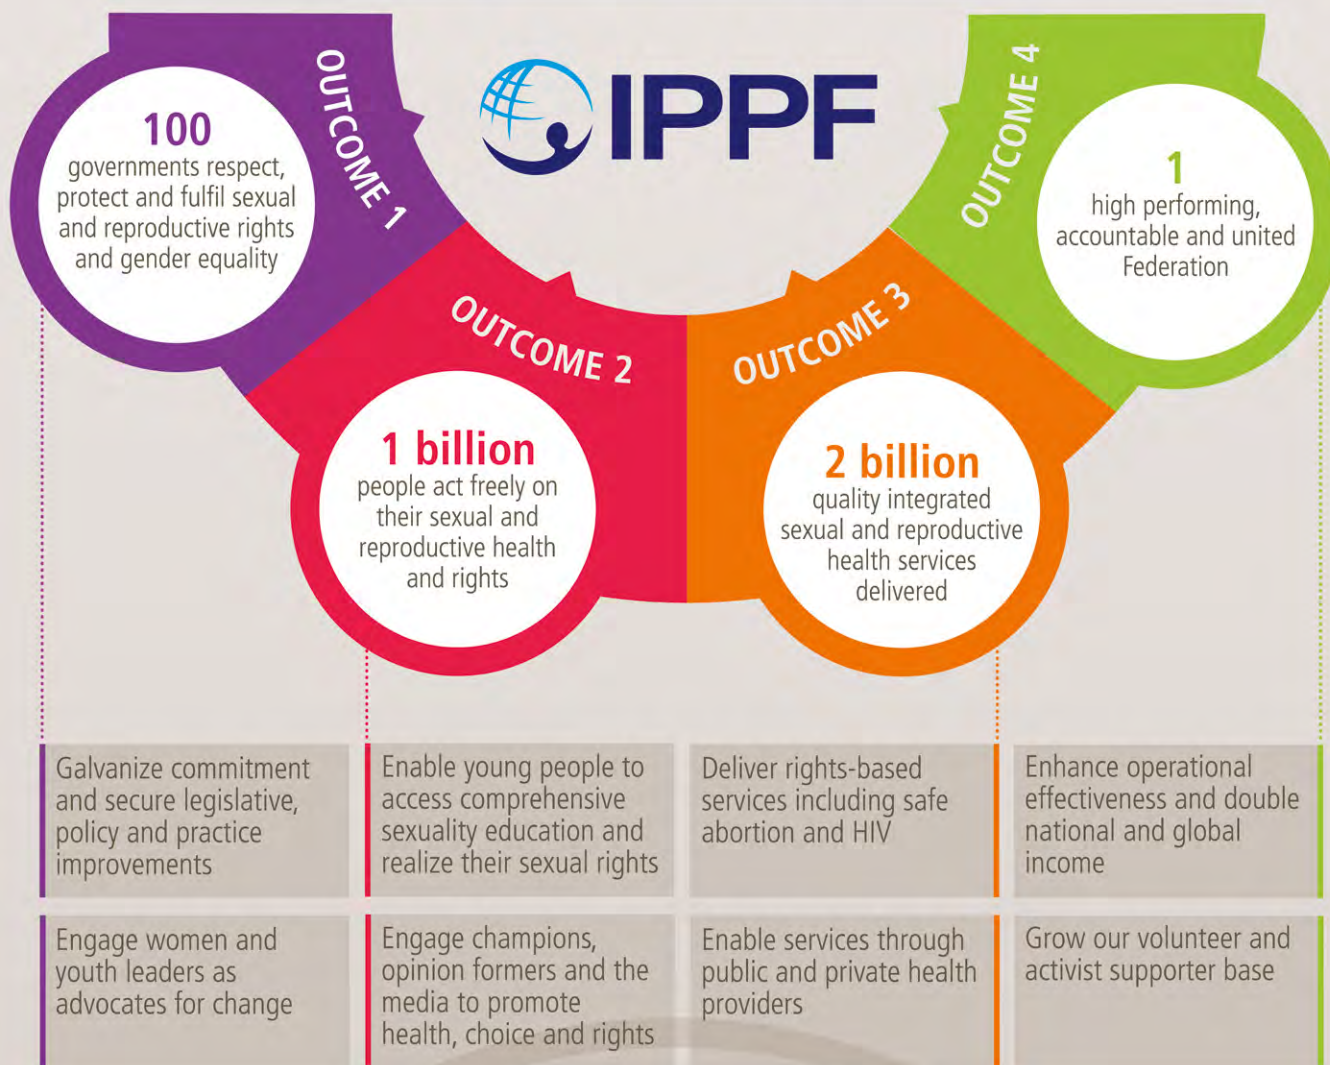 IPPF
OUTCOME 1
100
governments respect,
protect and fulfil sexual
and reproductive rights
and gender equality
OUTCOME 2
1 billion
people act freely on
their sexual and
reproductive health
and rights
OUTCOME 3
2 billion
quality integrated
sexual and reproductive
health services
delivered
OUTCOME 4
1
high performing,
accountable and united
Federation
Galvanize commitment
and secure legislative,
policy and practice
improvements
Enable young people to
access comprehensive
sexuality education and
realize their sexual rights
Deliver rights-based
services including safe
abortion and HIV
Enhance operational
effectiveness and double
national and global
income
Engage women and
youth leaders as
advocates for change
Engage champions,
opinion formers and the
media to promote
health, choice and rights
Enable services through
public and private health
providers
Grow our volunteer and
activist supporter base